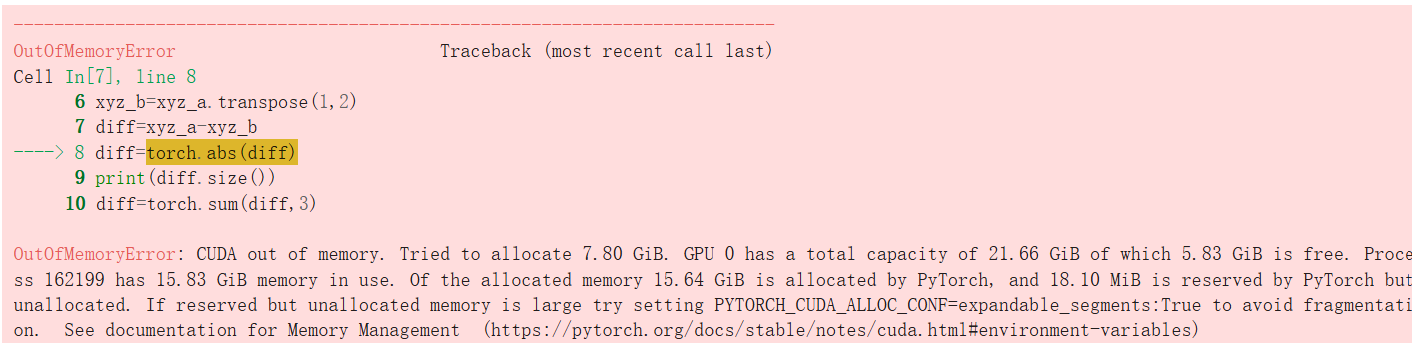 ---------------------------------------------------------------------------
OutOfMemoryError                          Traceback (most recent call last)
Cell In[7], line 8
      6 xyz_b=xyz_a.transpose(1,2)
      7 diff=xyz_a-xyz_b
----> 8 diff=torch.abs(diff)
      9 print(diff.size())
     10 diff=torch.sum(diff,3)
OutOfMemoryError: CUDA out of memory. Tried to allocate 7.80 GiB. GPU 0 has a total capacity of 21.66 GiB of which 5.83 GiB is free. Proce
ss 162199 has 15.83 GiB memory in use. Of the allocated memory 15.64 GiB is allocated by PyTorch, and 18.10 MiB is reserved by PyTorch but
unallocated. If reserved but unallocated memory is large try setting PYTORCH_CUDA_ALLOC_CONF=expandable_segments:True to avoid fragmentati
on.  See documentation for Memory Management  (https://pytorch.org/docs/stable/notes/cuda.html#environment-variables)